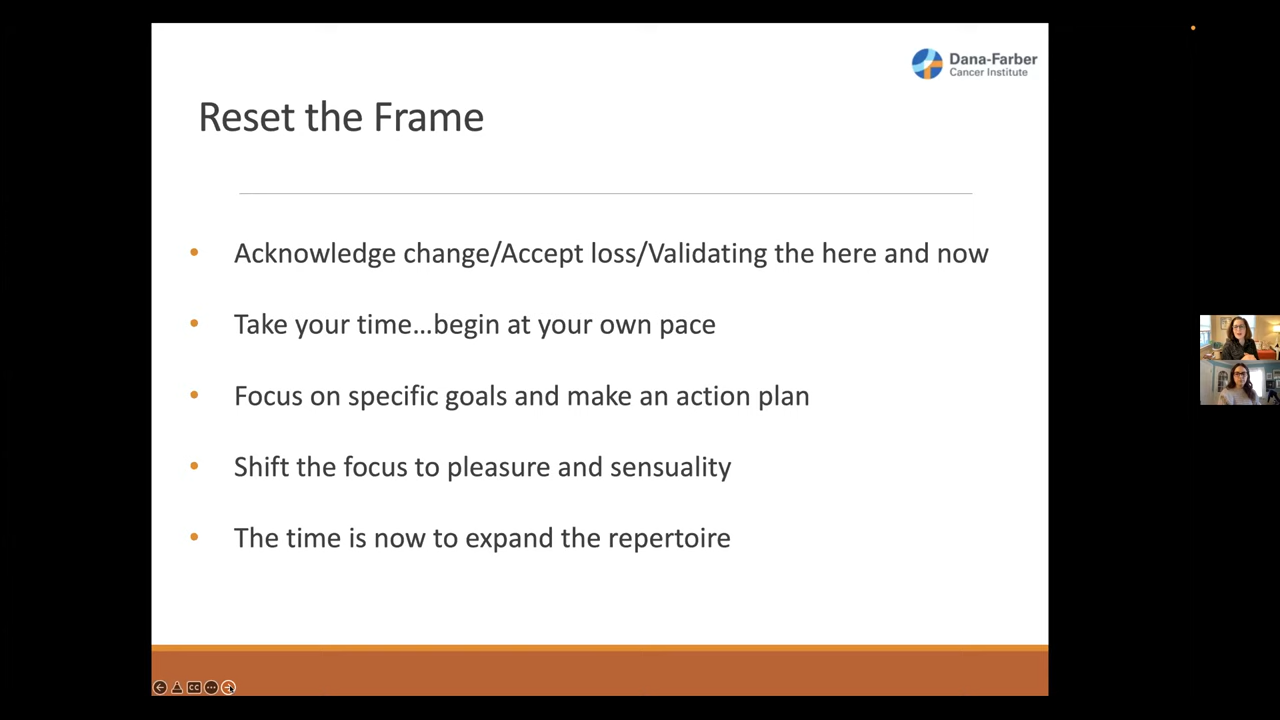 Dana-Farber
Cancer Institute
Reset the Frame
• Acknowledge change/Accept loss/Validating the here and now
• Take your time...begin at your own pace
• Focus on specific goals and make an action plan
• Shift the focus to pleasure and sensuality
• The time is now to expand the repertoire
CC